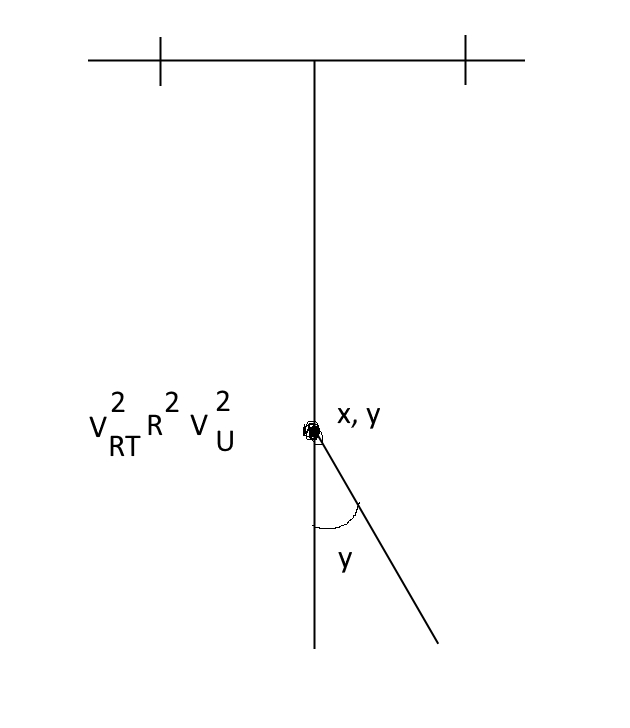 x, y
V²RT R² V²U
y